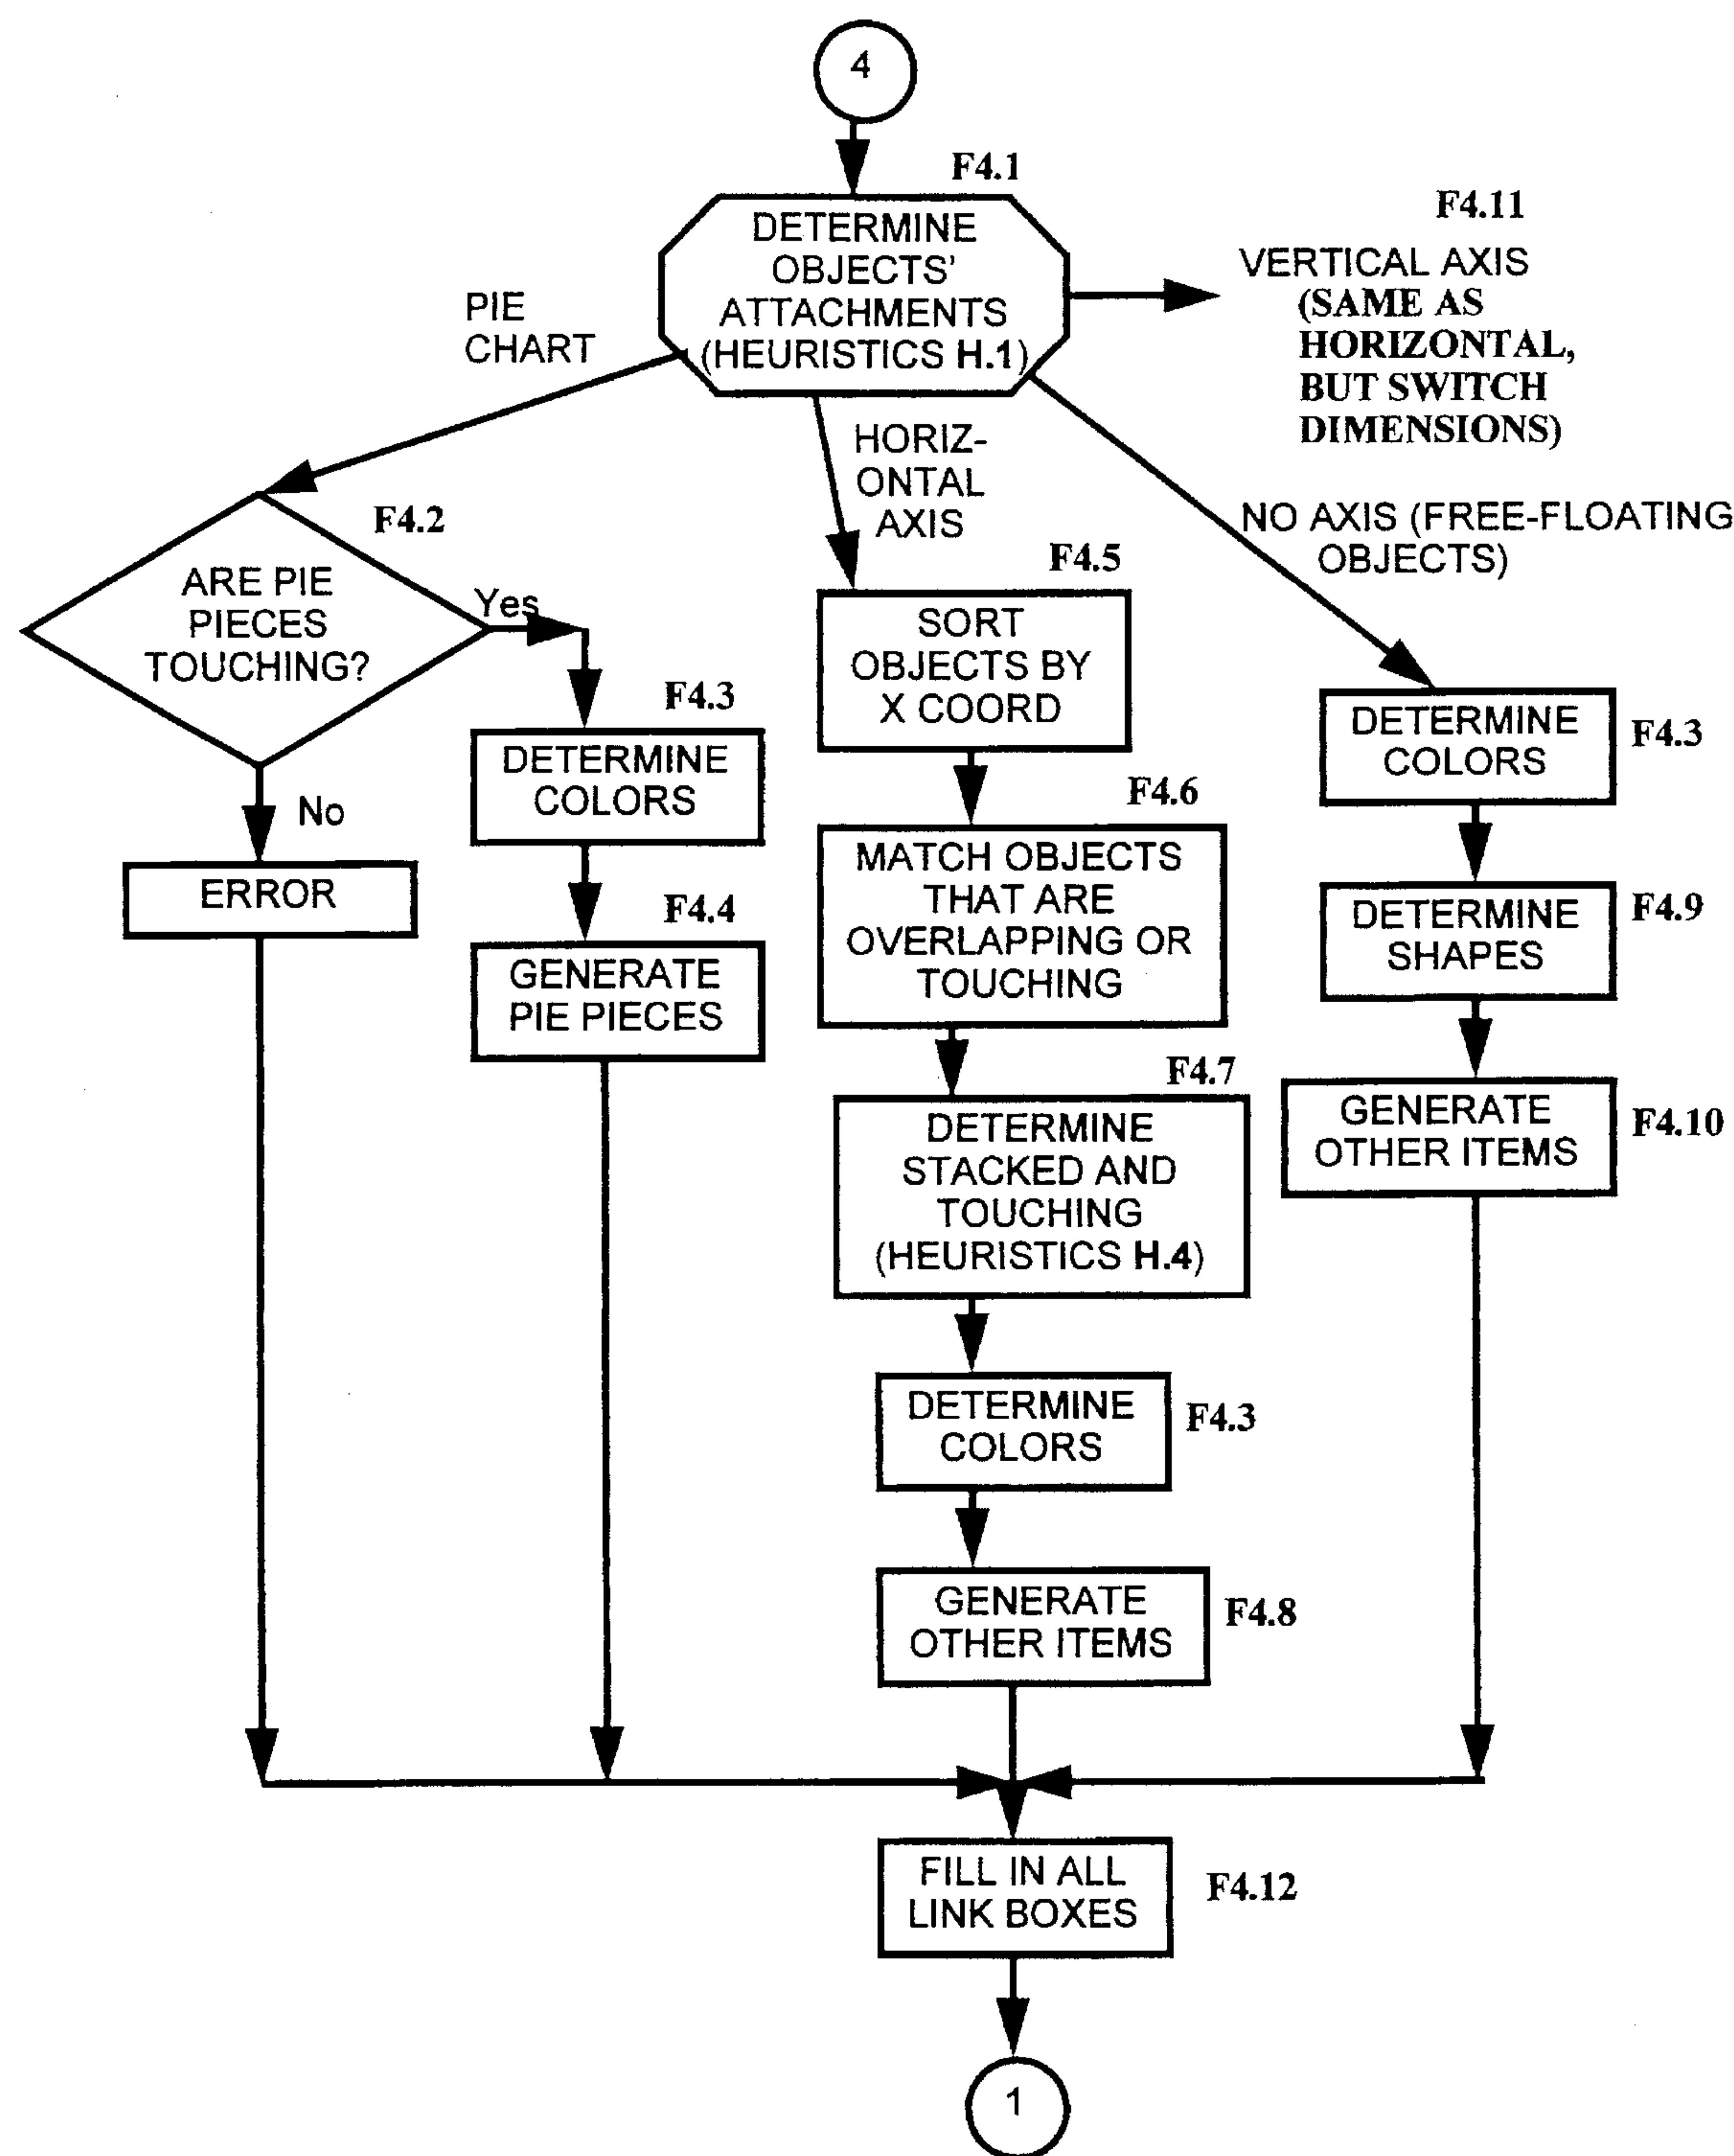 4
F4.1
DETERMINE
OBJECTS'
ATTACHMENTS
(HEURISTICS H.1)
F4.11
VERTICAL AXIS
(SAME AS
HORIZONTAL,
BUT SWITCH
DIMENSIONS)
PIE
CHART
HORIZ-
ONTAL
AXIS
NO AXIS (FREE-FLOATING
OBJECTS)
F4.2
ARE PIE
PIECES
TOUCHING?
Yes
No
ERROR
F4.3
DETERMINE
COLORS
F4.4
GENERATE
PIE PIECES
F4.5
SORT
OBJECTS BY
X COORD
F4.6
MATCH OBJECTS
THAT ARE
OVERLAPPING OR
TOUCHING
F4.7
DETERMINE
STACKED AND
TOUCHING
(HEURISTICS H.4)
DETERMINE
COLORS
F4.3
GENERATE
OTHER ITEMS
F4.8
DETERMINE
COLORS
F4.3
DETERMINE
SHAPES
F4.9
GENERATE
OTHER ITEMS
F4.10
FILL IN ALL
LINK BOXES
F4.12
1